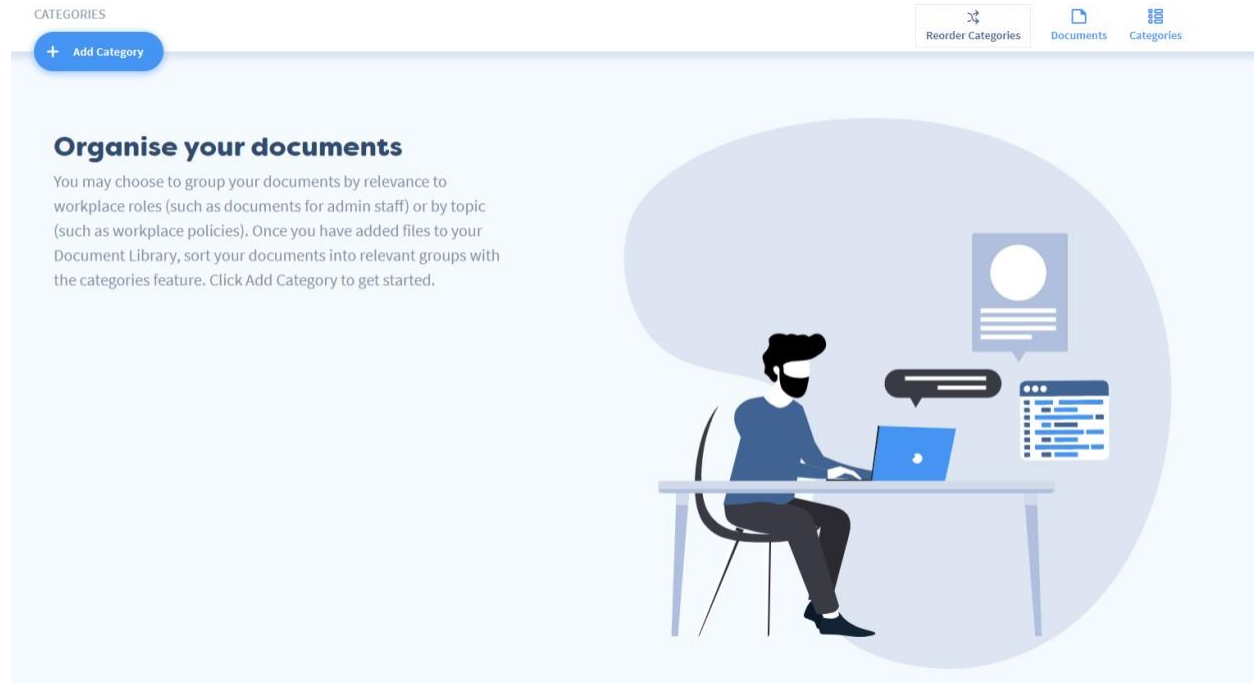 CATEGORIES
Add Category
Reorder Categories
Documents
Categories
Organise your documents
You may choose to group your documents by relevance to
workplace roles (such as documents for admin staff) or by topic
(such as workplace policies). Once you have added files to your
Document Library, sort your documents into relevant groups with
the categories feature. Click Add Category to get started.